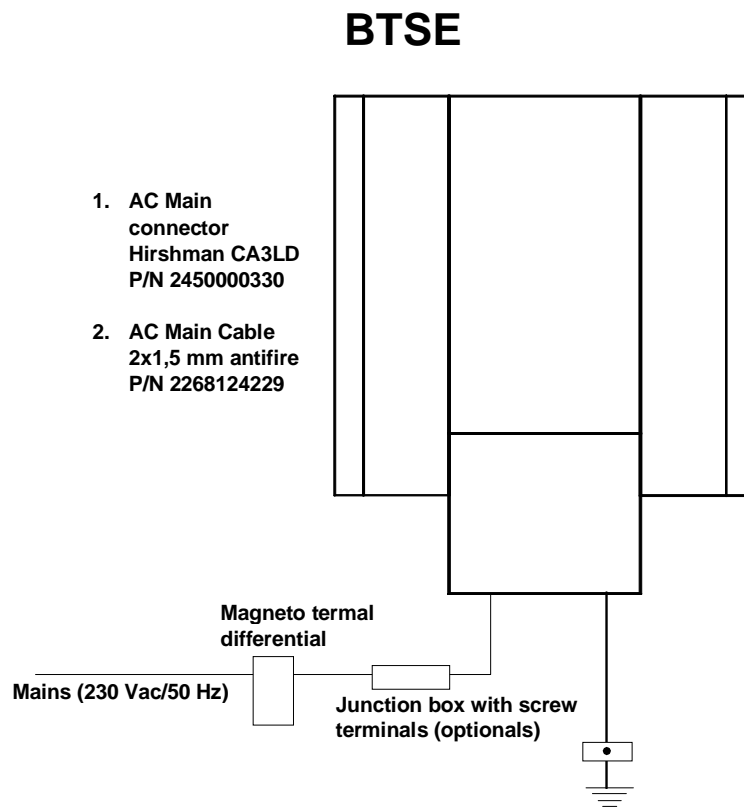 BTSE
1. AC Main
connector
Hirshman CA3LD
P/N 2450000330
2. AC Main Cable
2x1,5 mm antifire
P/N 2268124229
Magneto termal
differential
Mains (230 Vac/50 Hz)
Junction box with screw
terminals (optionals)